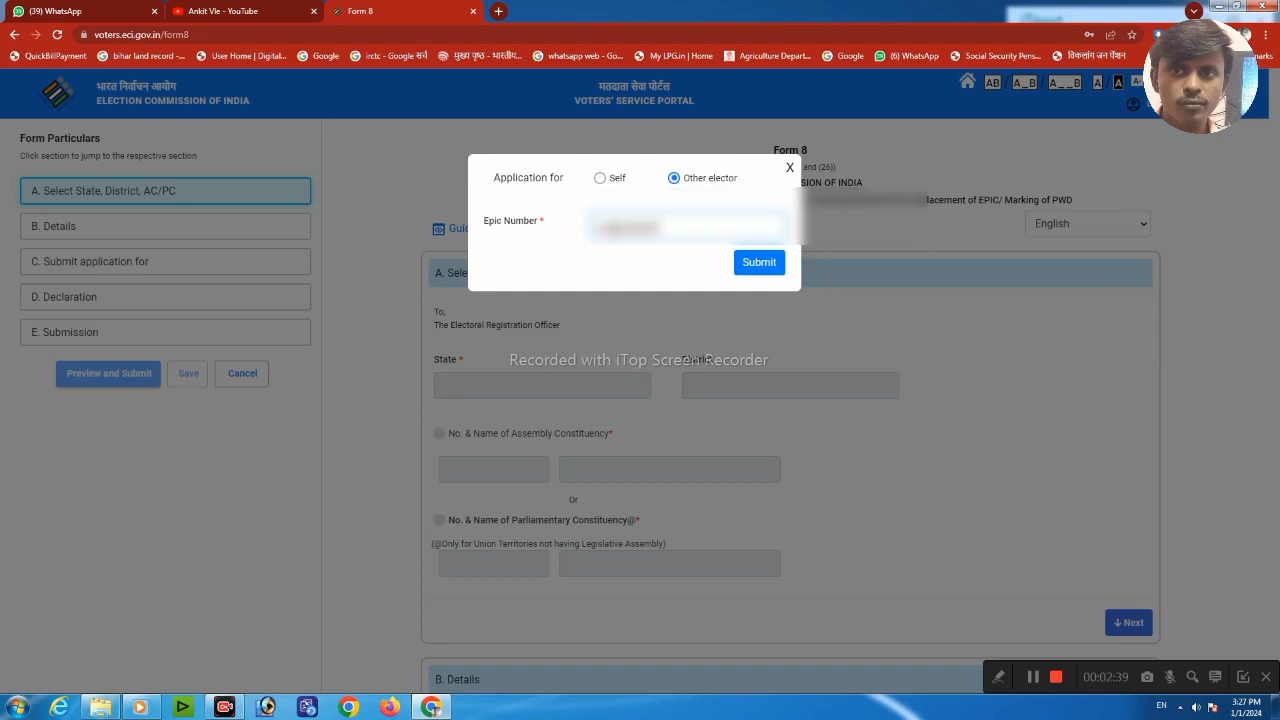 (39) WhatsApp
Ankit Vle - YouTube
Form 8
voters.eci.gov.in/form8
QuickBillPayment
bihar land record -...
User Home | Digital...
Google
irctc - Google सर्च
मुख्य पृष्ठ - भारतीय...
whatsapp web - Go...
My LPG.in | Home
Agriculture Depart...
Google
(6) WhatsApp
Social Security Pens...
विकलांग जन पेंशन
भारत निर्वाचन आयोग
ELECTION COMMISSION OF INDIA
मतदाता सेवा पोर्टल
VOTERS' SERVICE PORTAL
AB / A_B / A__B A / A A-
Form Particulars
Click section to jump to the respective section
A. Select State, District, AC/PC
B. Details
C. Submit application for
D. Declaration
E. Submission
Preview and Submit
Save
Cancel
Form 8
and (26))
SION OF INDIA
lacement of EPIC/ Marking of PWD
English
X
Application for
Self
Other elector
Epic Number *
Submit
A. Sele
To,
The Electoral Registration Officer
State *
Recorded with iTop Screen Recorder
No. & Name of Assembly Constituency*
Or
No. & Name of Parliamentary Constituency@*
(@Only for Union Territories not having Legislative Assembly)
Next
B. Details
00:02:39
EN
3:27 PM
1/1/2024